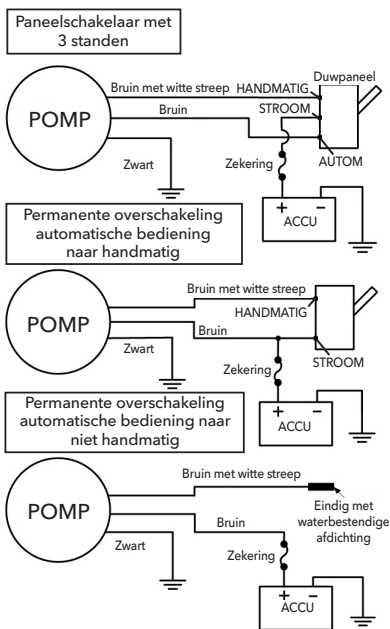 Paneelschakelaar met
3 standen
Duwpaneel
Bruin met witte streep
HANDMATIG
STROOM
Bruin
POMP
AUTOM
Zwart
Zekering
+ −
ACCU
Permanente overschakeling
automatische bediening
naar handmatig
Bruin met witte streep
HANDMATIG
POMP
Bruin
Zwart
STROOM
Zekering
+ −
ACCU
Permanente overschakeling
automatische bediening naar
niet handmatig
Bruin met witte streep
POMP
Eindig met
waterbestendige
afdichting
Bruin
Zwart
Zekering
+ −
ACCU